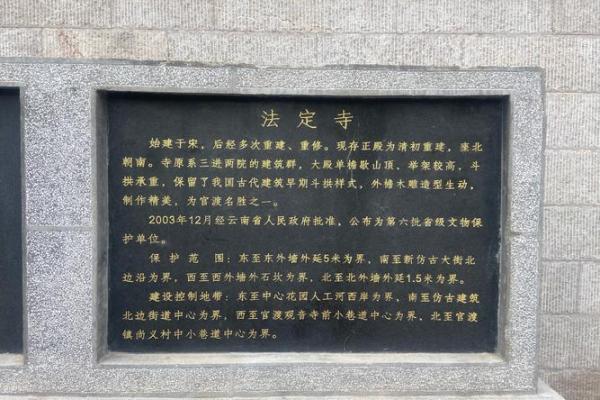 法定寺
始建于宋，后经多次重建、重修。现存正殿为清初重建，座北
朝南。寺原系三进两院的建筑群，大殿单檐歇山顶、举架较高，斗
拱承重，保留了我国古代建筑早期斗拱样式，外檐木雕造型生动，
制作精美，为官渡名胜之一。
2003年12月经云南省人民政府批准，公布为第六批省级文物保
护单位。
保护范围：东至东外墙外延5米为界，南至新仿古大街北
边沿为界，西至西外墙外石坎为界，北至北外墙外延1.5米为界。
建设控制地带：东至中心花园人工河西岸为界、南至仿古建筑
北边街道中心为界，西至官渡观音寺前小巷道中心为界、北至官渡
镇尚义村中小巷道中心为界。